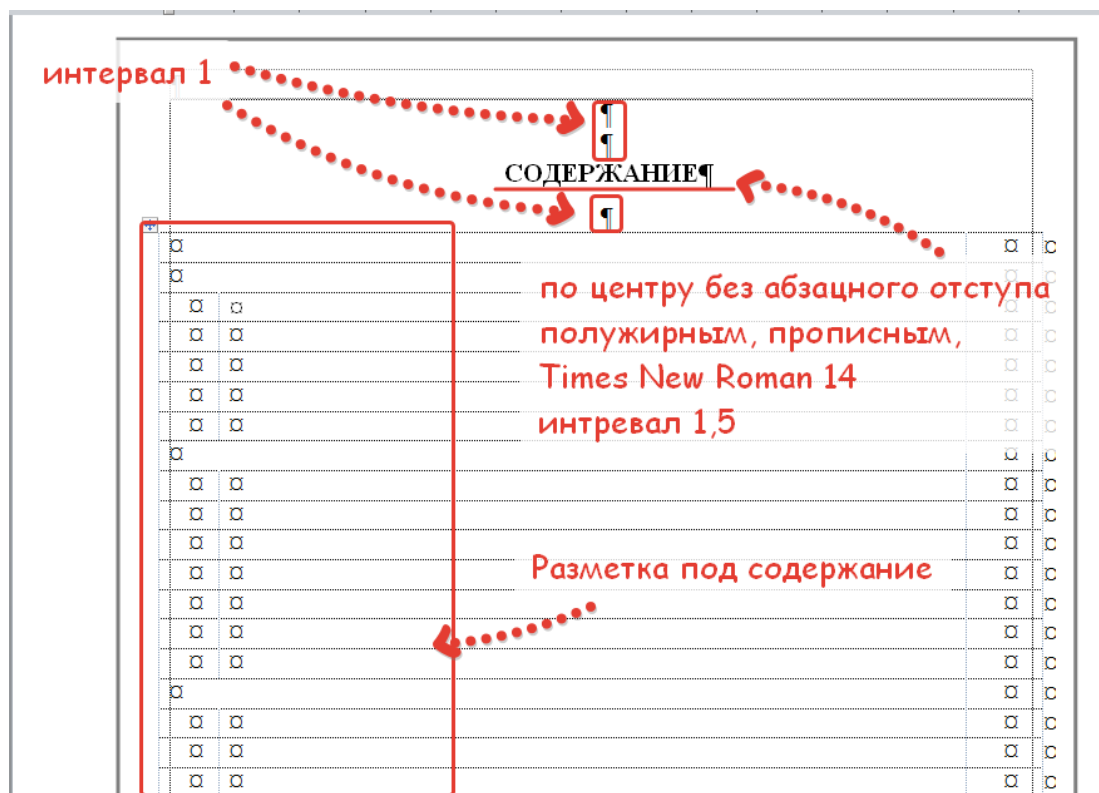 интервал 1
¶
¶
СОДЕРЖАНИЕ¶
¶
по центру без абзацного отступа
полужирным, прописным,
Times New Roman 14
интревал 1,5
Разметка под содержание